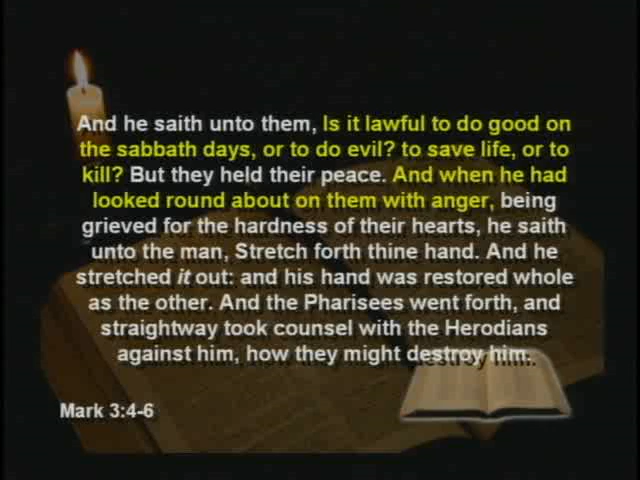 And he saith unto them, Is it lawful to do good on
the sabbath days, or to do evil? to save life, or to
kill? But they held their peace. And when he had
looked round about on them with anger, being
grieved for the hardness of their hearts, he saith
unto the man, Stretch forth thine hand. And he
stretched it out: and his hand was restored whole
as the other. And the Pharisees went forth, and
straightway took counsel with the Herodians
against him, how they might destroy him.
Mark 3:4-6